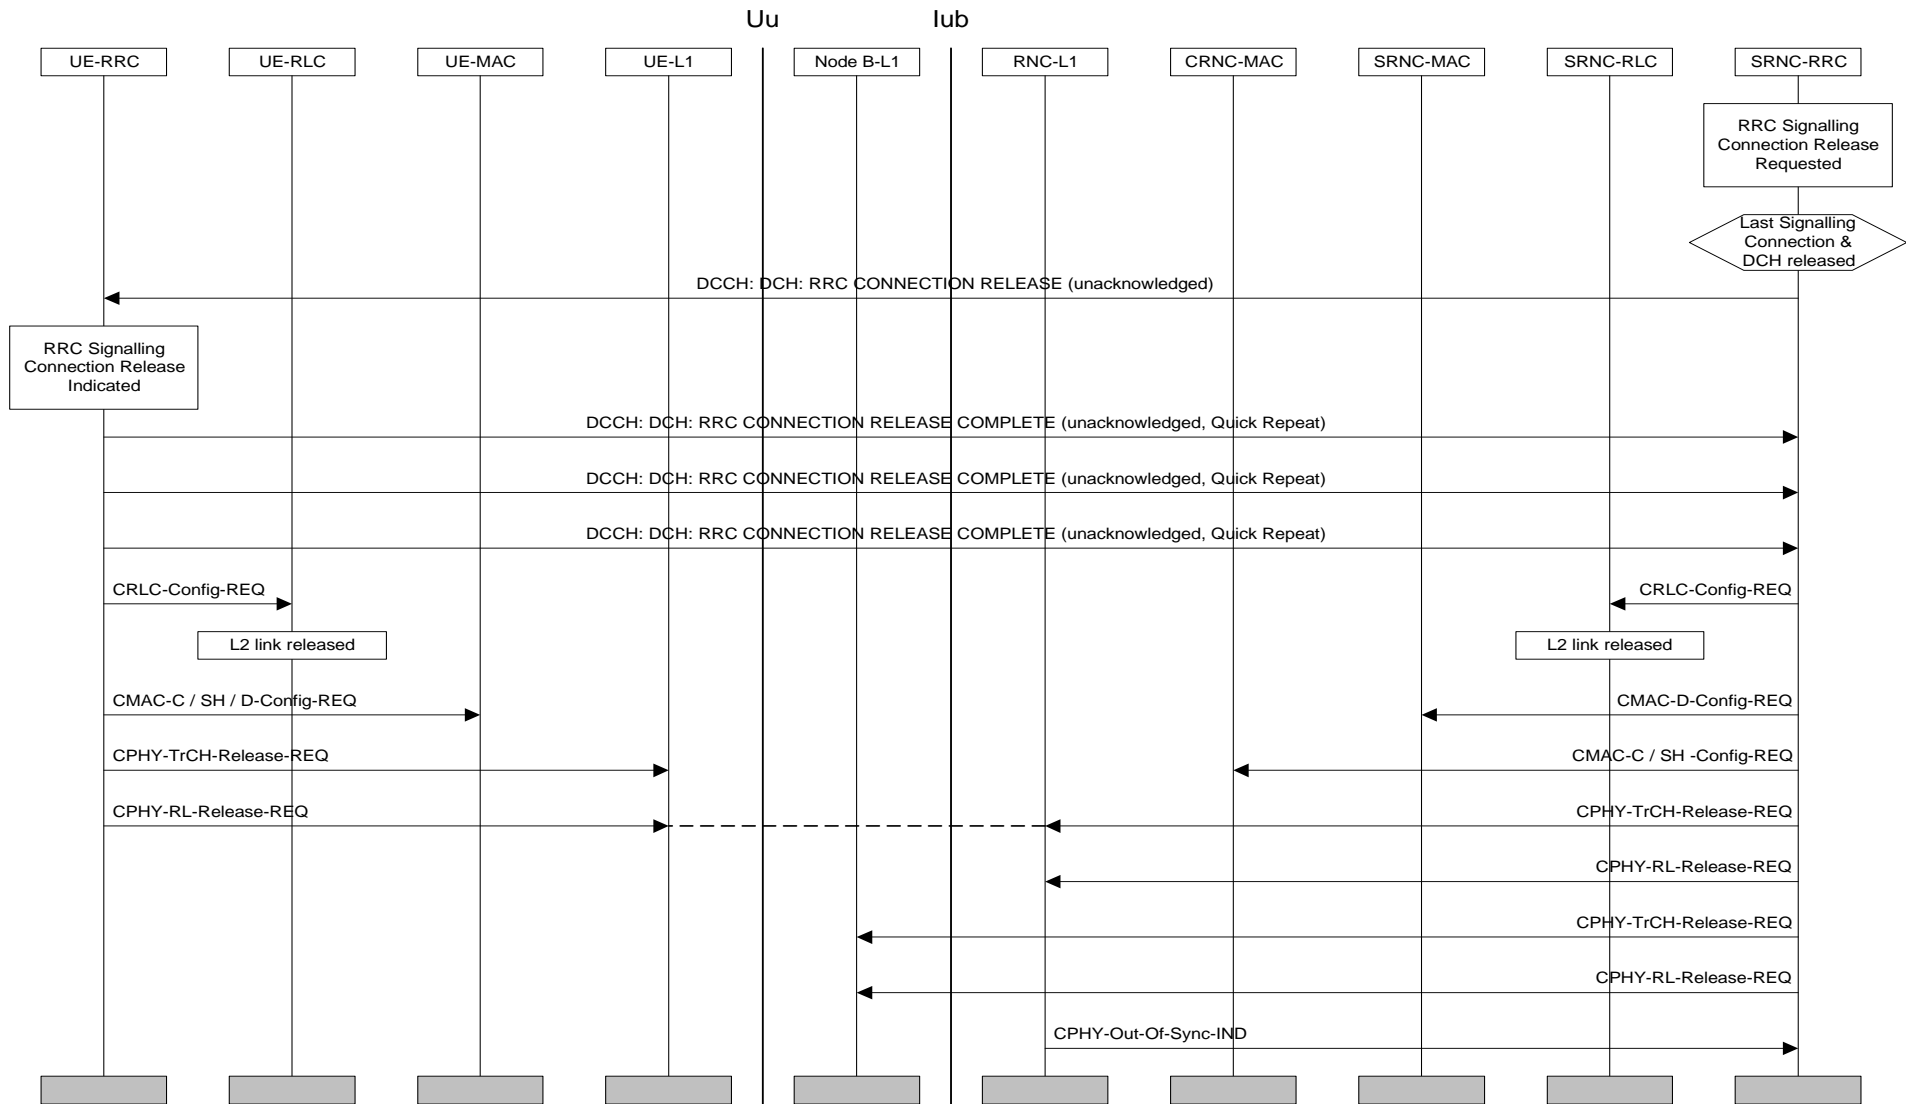 Uu
Iub
UE-RRC
UE-RLC
UE-MAC
UE-L1
Node B-L1
RNC-L1
CRNC-MAC
SRNC-MAC
SRNC-RLC
SRNC-RRC
RRC Signalling
Connection Release
Requested
Last Signalling
Connection &
DCH released
DCCH: DCH: RRC CONNECTION RELEASE (unacknowledged)
RRC Signalling
Connection Release
Indicated
DCCH: DCH: RRC CONNECTION RELEASE COMPLETE (unacknowledged, Quick Repeat)
DCCH: DCH: RRC CONNECTION RELEASE COMPLETE (unacknowledged, Quick Repeat)
DCCH: DCH: RRC CONNECTION RELEASE COMPLETE (unacknowledged, Quick Repeat)
CRLC-Config-REQ
CRLC-Config-REQ
L2 link released
L2 link released
CMAC-C / SH / D-Config-REQ
CMAC-D-Config-REQ
CPHY-TrCH-Release-REQ
CMAC-C / SH -Config-REQ
CPHY-RL-Release-REQ
CPHY-TrCH-Release-REQ
CPHY-RL-Release-REQ
CPHY-TrCH-Release-REQ
CPHY-RL-Release-REQ
CPHY-Out-Of-Sync-IND